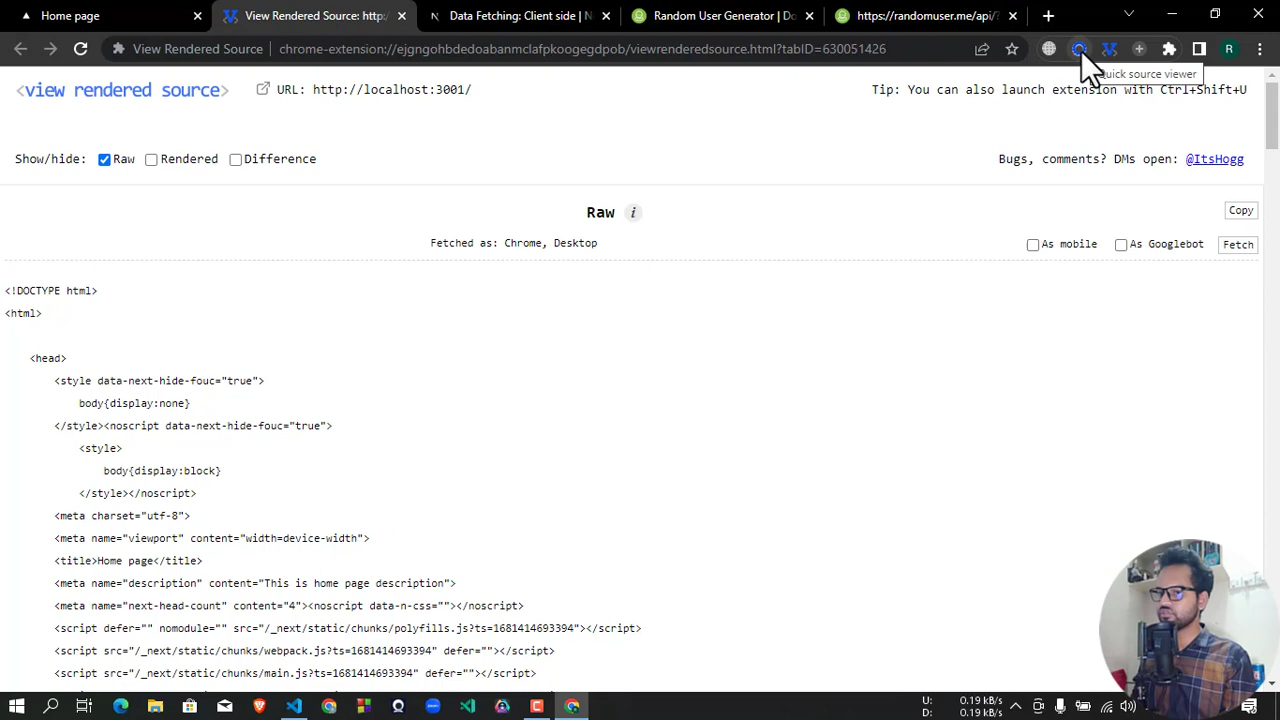 Home page
View Rendered Source: http:/
Data Fetching: Client side | N
Random User Generator | Do
https://randomuser.me/api/?
View Rendered Source
chrome-extension://ejgngohbdedoabanmclafpkoogegdpob/viewrenderedsource.html?tabID=630051426
R
uick source viewer
<view rendered source>
URL: http://localhost:3001/
Tip: You can also launch extension with Ctrl+Shift+U
Show/hide: Raw Rendered Difference
Bugs, comments? DMs open: @ItsHogg
Raw i
Copy
Fetched as: Chrome, Desktop
As mobile As Googlebot Fetch
<!DOCTYPE html>
<html>
<head>
<style data-next-hide-fouc="true">
body{display:none}
</style><noscript data-next-hide-fouc="true">
<style>
body{display:block}
</style></noscript>
<meta charset="utf-8">
<meta name="viewport" content="width=device-width">
<title>Home page</title>
<meta name="description" content="This is home page description">
<meta name="next-head-count" content="4"><noscript data-n-css=""></noscript>
<script defer="" nomodule="" src="/_next/static/chunks/polyfills.js?ts=1681414693394"></script>
<script src="/_next/static/chunks/webpack.js?ts=1681414693394" defer=""></script>
<script src="/_next/static/chunks/main.js?ts=1681414693394" defer=""></script>
U: 0.19 kB/s
D: 0.19 kB/s